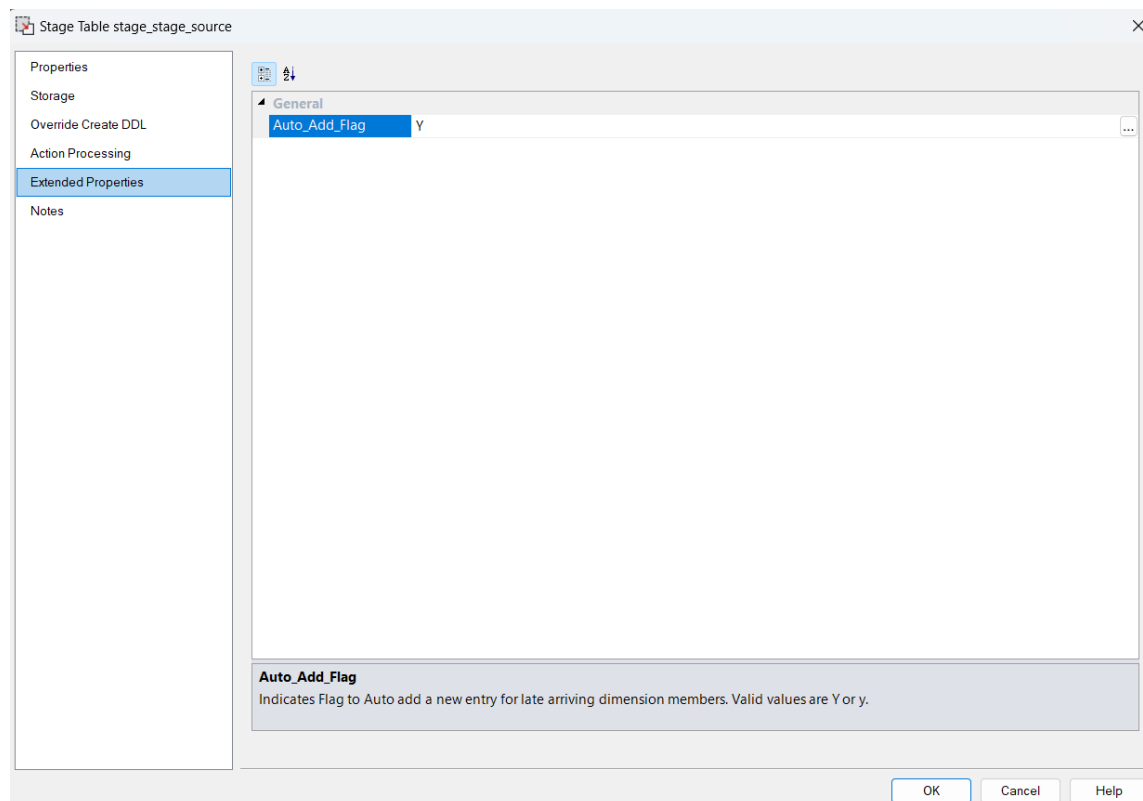 Stage Table stage_stage_source
Properties
Storage
Override Create DDL
Action Processing
Extended Properties
Notes
General
Auto_Add_Flag Y
...
Auto_Add_Flag
Indicates Flag to Auto add a new entry for late arriving dimension members. Valid values are Y or y.
OK Cancel Help